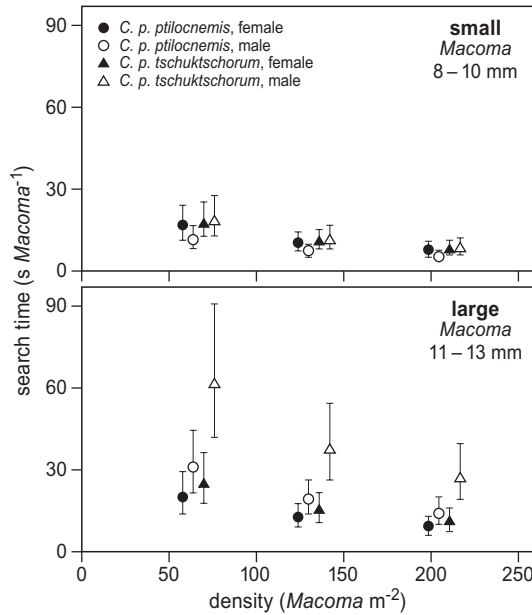 ● C. p. ptilocnemis, female
○ C. p. ptilocnemis, male
▲ C. p. tschuktschorum, female
△ C. p. tschuktschorum, male
small
Macoma
8 – 10 mm
90
60
30
0
search time (s Macoma⁻¹)
large
Macoma
11 – 13 mm
90
60
30
0
0 50 100 150 200 250
density (Macoma m⁻²)